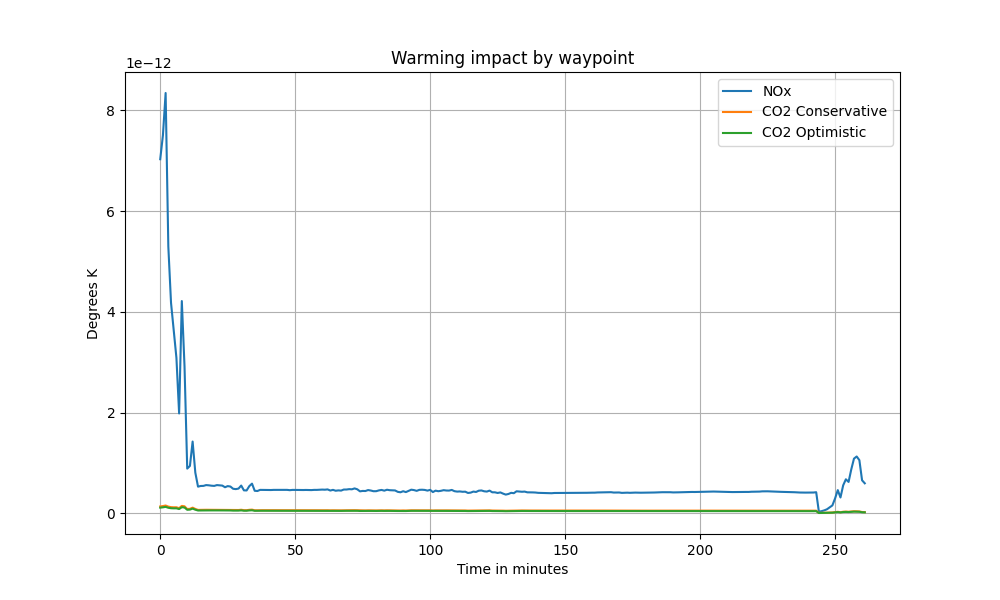 Warming impact by waypoint
1e−12
8
6
4
2
0
Degrees K
NOx
CO2 Conservative
CO2 Optimistic
0 50 100 150 200 250
Time in minutes